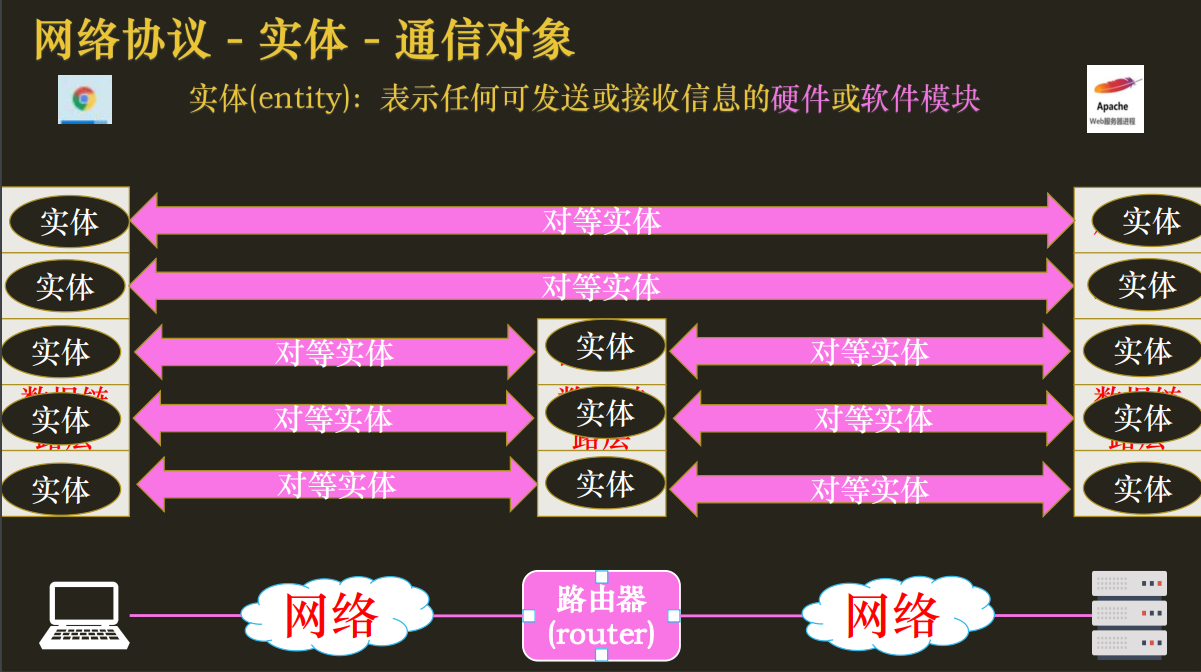 网络协议 - 实体 - 通信对象
实体(entity)：表示任何可发送或接收信息的硬件或软件模块
Apache
Web服务器进程
实体 对等实体 实体
实体 对等实体 实体
实体 对等实体 实体 对等实体 实体
实体 对等实体 实体 对等实体 实体
路层
实体 对等实体 实体 对等实体 实体
网络 路由器 网络
(router)